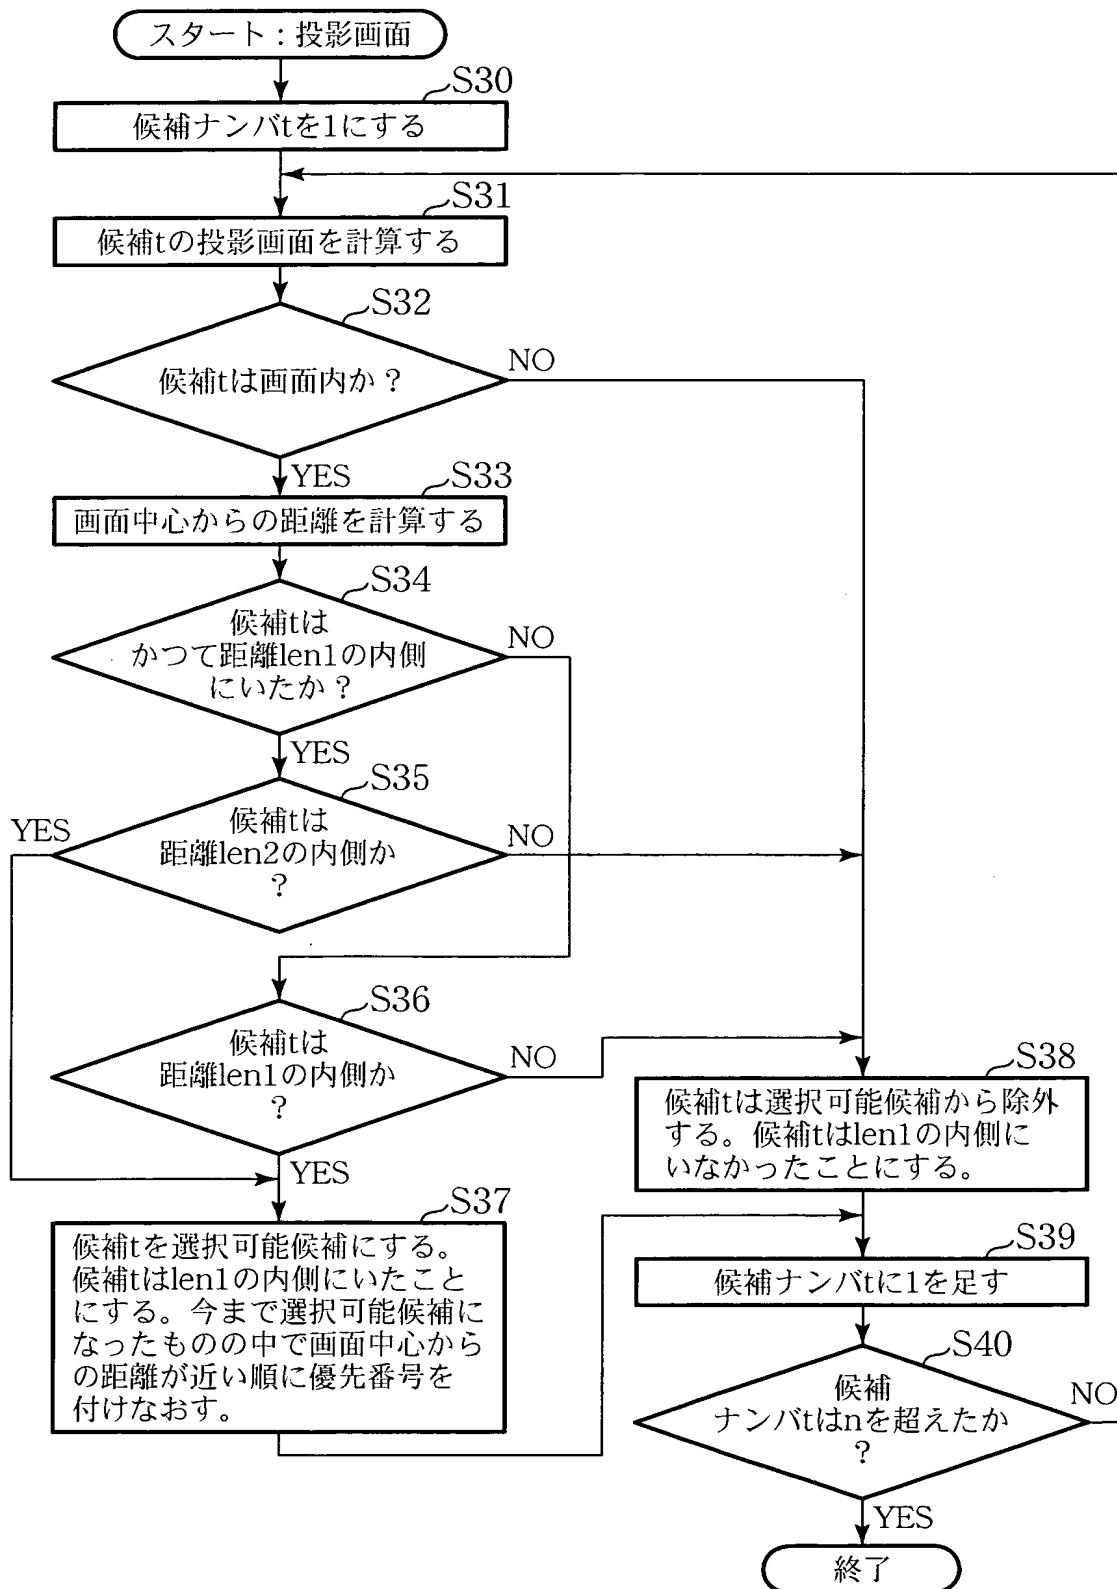 スタート：投影画面
S30
候補ナンバtを1にする
S31
候補tの投影画面を計算する
S32
候補tは画面内か？
NO
YES
S33
画面中心からの距離を計算する
S34
候補tは
かつて距離len1の内側
にいたか？
NO
YES
S35
候補tは
距離len2の内側か
？
YES
NO
S36
候補tは
距離len1の内側か
？
NO
YES
S37
候補tを選択可能候補にする。
候補tはlen1の内側にいたこと
にする。今まで選択可能候補に
なったものの中で画面中心から
の距離が近い順に優先番号を
付けなおす。
S38
候補tは選択可能候補から除外
する。候補tはlen1の内側に
いなかったことにする。
S39
候補ナンバtに1を足す
S40
候補
ナンバtはnを超えたか
？
NO
YES
終了